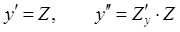 y′ = Z,  y″ = Z′_y · Z